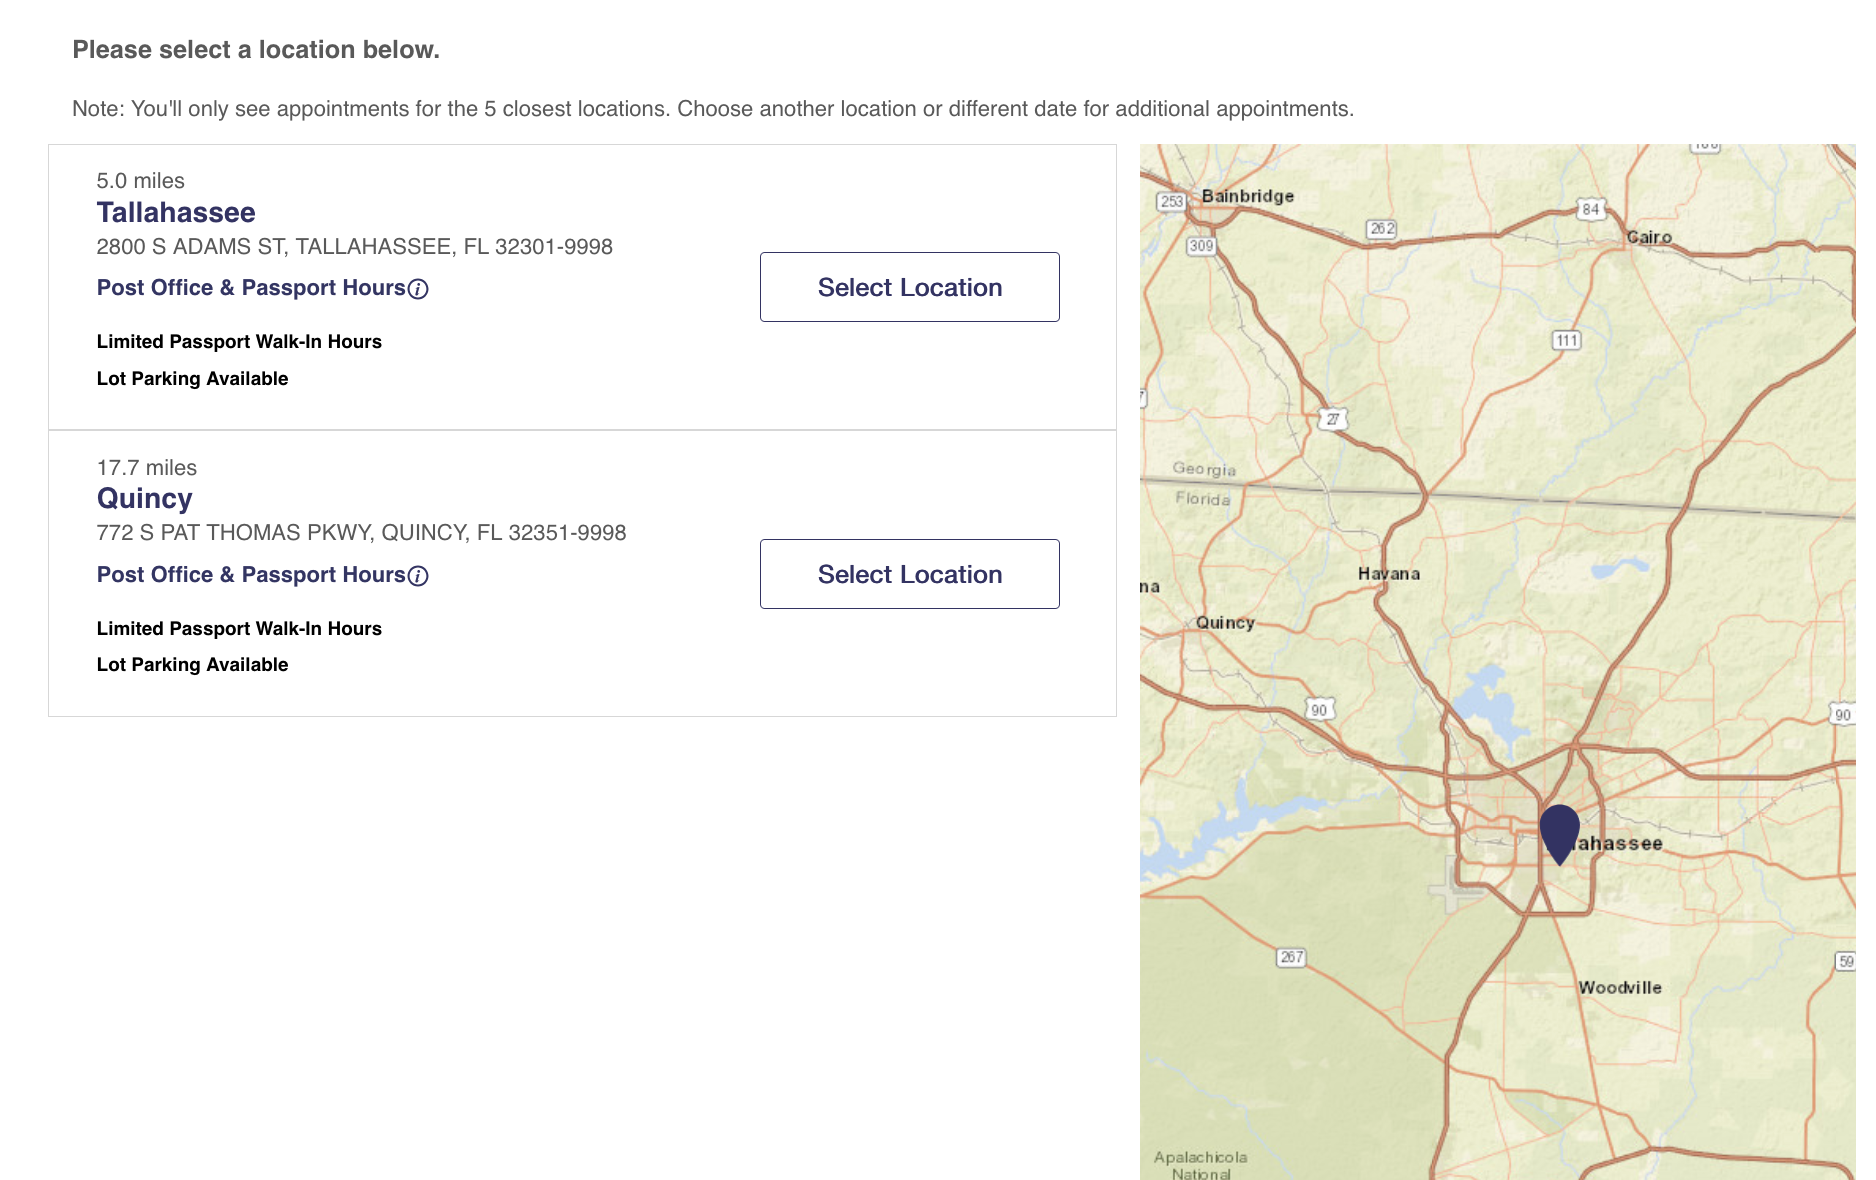 Please select a location below.
Note: You'll only see appointments for the 5 closest locations. Choose another location or different date for additional appointments.
5.0 miles
Tallahassee
2800 S ADAMS ST, TALLAHASSEE, FL 32301-9998
Post Office & Passport Hours
Limited Passport Walk-In Hours
Lot Parking Available
Select Location
17.7 miles
Quincy
772 S PAT THOMAS PKWY, QUINCY, FL 32351-9998
Post Office & Passport Hours
Limited Passport Walk-In Hours
Lot Parking Available
Select Location
Bainbridge
253
84
262
Cairo
309
111
27
Georgia
Florida
Havana
na
Quincy
90
90
ahassee
267
59
Woodville
Apalachicola
National